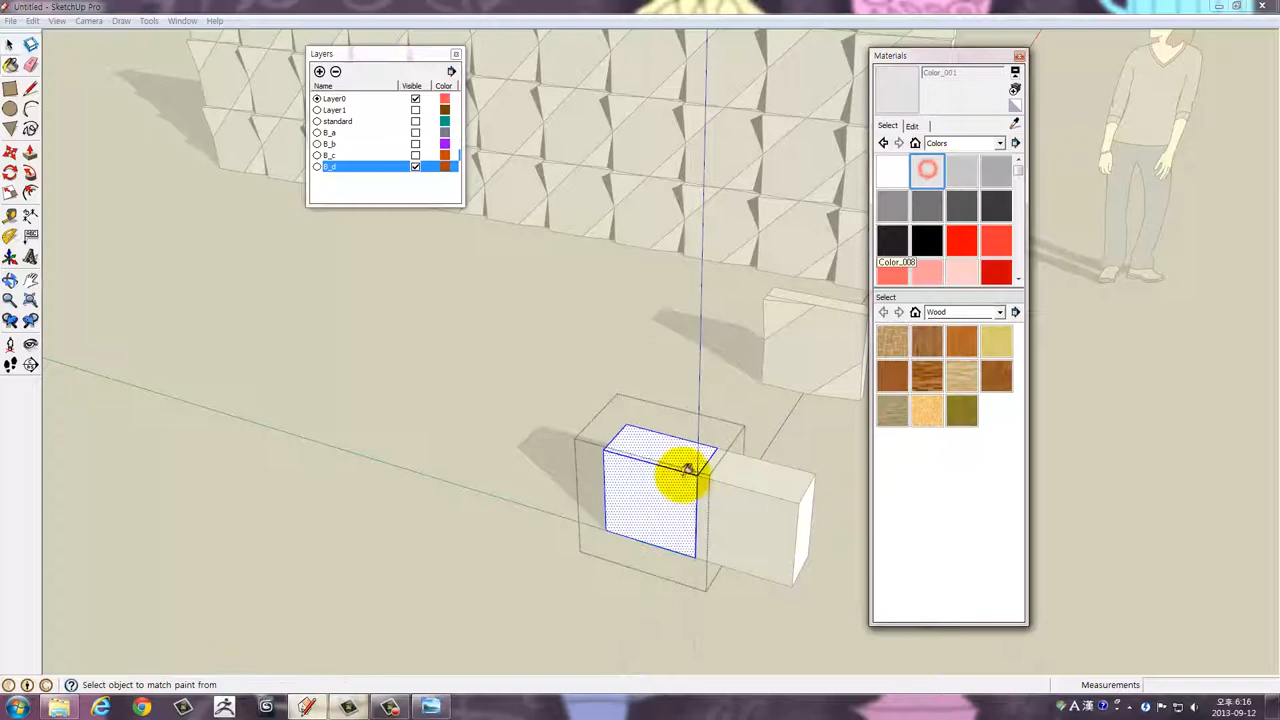 Untitled - SketchUp Pro
File Edit View Camera Draw Tools Window Help
Layers
Name Visible Color
Layer0
Layer1
standard
B_a
B_b
B_c
B_d
Materials
Color_001
Select Edit
Colors
Color_008
Select
Wood
ABC
Select object to match paint from
Measurements
A 漢
오후 6:16
2013-09-12